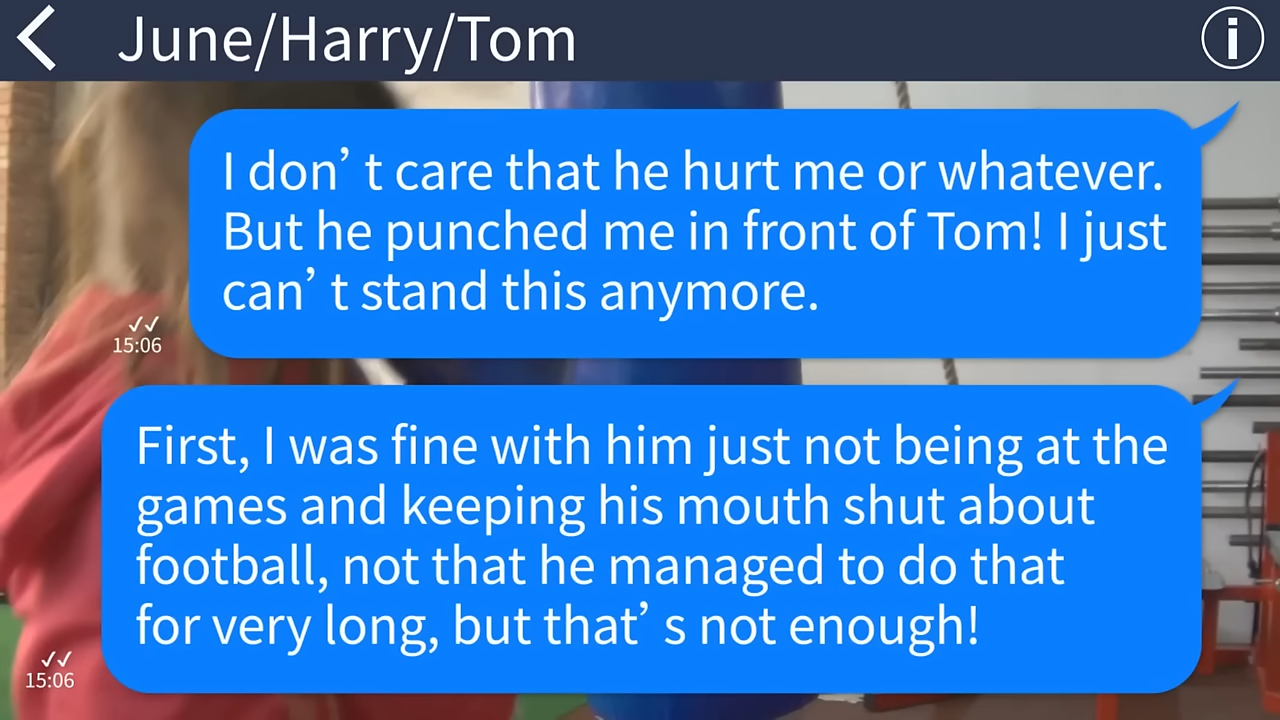 June/Harry/Tom
I don’ t care that he hurt me or whatever.
But he punched me in front of Tom! I just
can’ t stand this anymore.
15:06
First, I was fine with him just not being at the
games and keeping his mouth shut about
football, not that he managed to do that
for very long, but that’ s not enough!
15:06